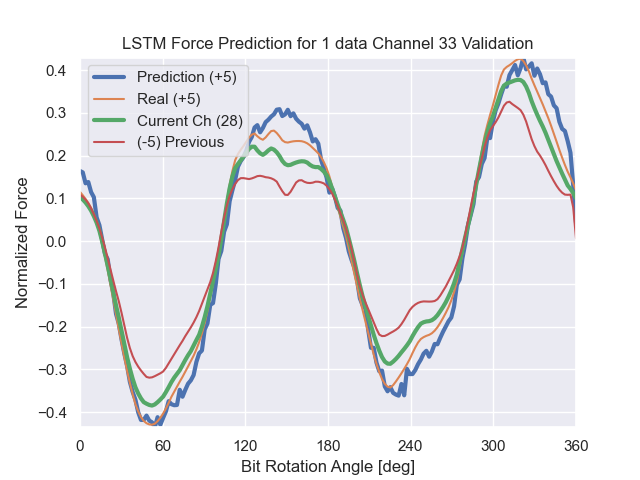 LSTM Force Prediction for 1 data Channel 33 Validation
Prediction (+5)
Real (+5)
Current Ch (28)
(-5) Previous
Normalized Force
0.4
0.3
0.2
0.1
0.0
−0.1
−0.2
−0.3
−0.4
0 60 120 180 240 300 360
Bit Rotation Angle [deg]